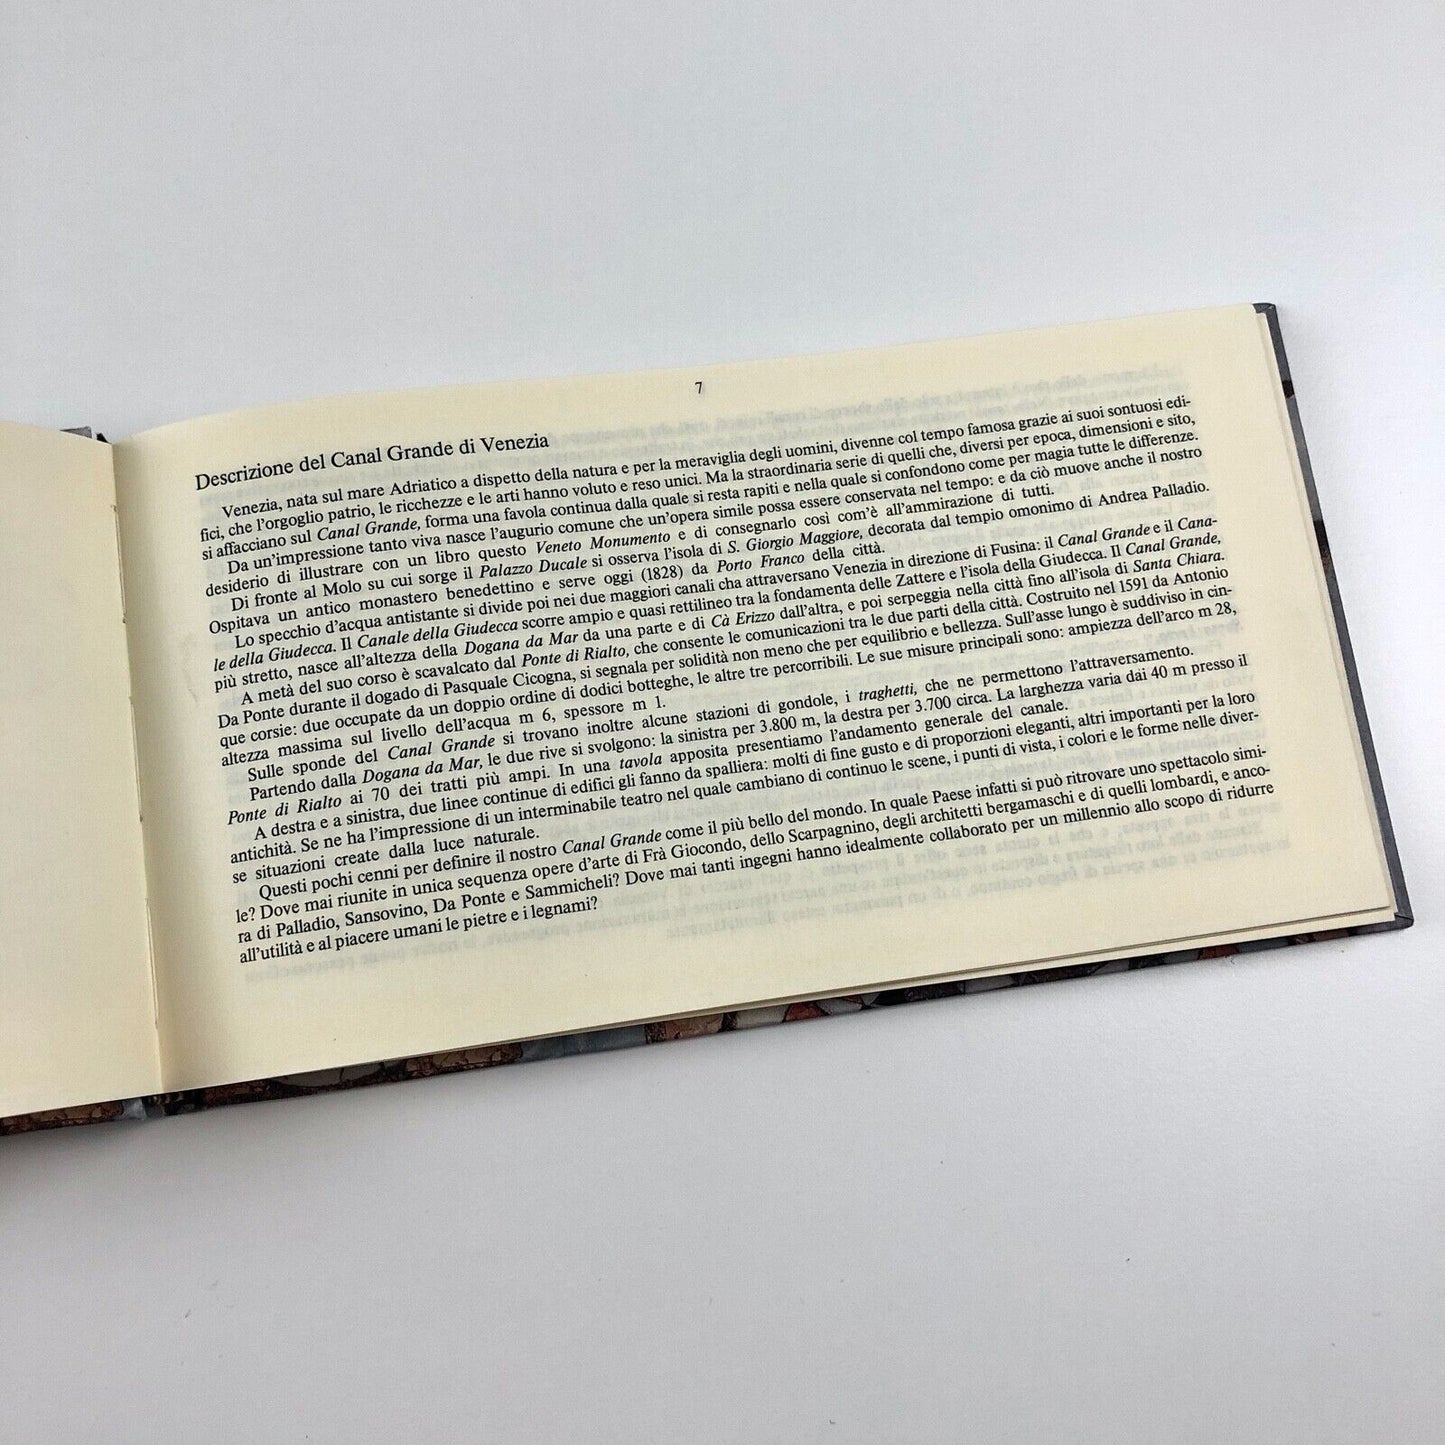 7
Descrizione del Canal Grande di Venezia
Venezia, nata sul mare Adriatico a dispetto della natura e per la meraviglia degli uomini, divenne col tempo famosa grazie ai suoi sontuosi edi-
fici, che l'orgoglio patrio, le ricchezze e le arti hanno voluto e reso unici. Ma la straordinaria serie di quelli che, diversi per epoca, dimensioni e sito,
si affacciano sul Canal Grande, forma una favola continua dalla quale si resta rapiti e nella quale si confondono come per magia tutte le differenze.
Da un'impressione tanto viva nasce l'augurio comune che un'opera simile possa essere conservata nel tempo: e da ciò muove anche il nostro
desiderio di illustrare con un libro questo Veneto Monumento e di consegnarlo così com'è all'ammirazione di tutti.
Di fronte al Molo su cui sorge il Palazzo Ducale si osserva l'isola di S. Giorgio Maggiore, decorata dal tempio omonimo di Andrea Palladio.
Ospitava un antico monastero benedettino e serve oggi (1828) da Porto Franco della città.
Lo specchio d'acqua antistante si divide poi nei due maggiori canali cha attraversano Venezia in direzione di Fusina: il Canal Grande e il Cana-
le della Giudecca. Il Canale della Giudecca scorre ampio e quasi rettilineo tra la fondamenta delle Zattere e l'isola della Giudecca. Il Canal Grande,
più stretto, nasce all'altezza della Dogana da Mar da una parte e di Cà Erizzo dall'altra, e poi serpeggia nella città fino all'isola di Santa Chiara.
A metà del suo corso è scavalcato dal Ponte di Rialto, che consente le comunicazioni tra le due parti della città. Costruito nel 1591 da Antonio
Da Ponte durante il dogado di Pasquale Cicogna, si segnala per solidità non meno che per equilibrio e bellezza. Sull'asse lungo è suddiviso in cin-
que corsie: due occupate da un doppio ordine di dodici botteghe, le altre tre percorribili. Le sue misure principali sono: ampiezza dell'arco m 28,
altezza massima sul livello dell'acqua m 6, spessore m 1.
Sulle sponde del Canal Grande si trovano inoltre alcune stazioni di gondole, i traghetti, che ne permettono l'attraversamento.
Partendo dalla Dogana da Mar, le due rive si svolgono: la sinistra per 3.800 m, la destra per 3.700 circa. La larghezza varia dai 40 m presso il
Ponte di Rialto ai 70 dei tratti più ampi. In una tavola apposita presentiamo l'andamento generale del canale.
A destra e a sinistra, due linee continue di edifici gli fanno da spalliera: molti di fine gusto e di proporzioni eleganti, altri importanti per la loro
antichità. Se ne ha l'impressione di un interminabile teatro nel quale cambiano di continuo le scene, i punti di vista, i colori e le forme nelle diver-
se situazioni create dalla luce naturale.
Questi pochi cenni per definire il nostro Canal Grande come il più bello del mondo. In quale Paese infatti si può ritrovare uno spettacolo simi-
le? Dove mai riunite in unica sequenza opere d'arte di Frà Giocondo, dello Scarpagnino, degli architetti bergamaschi e di quelli lombardi, e anco-
ra di Palladio, Sansovino, Da Ponte e Sammicheli? Dove mai tanti ingegni hanno idealmente collaborato per un millennio allo scopo di ridurre
all'utilità e al piacere umani le pietre e i legnami?